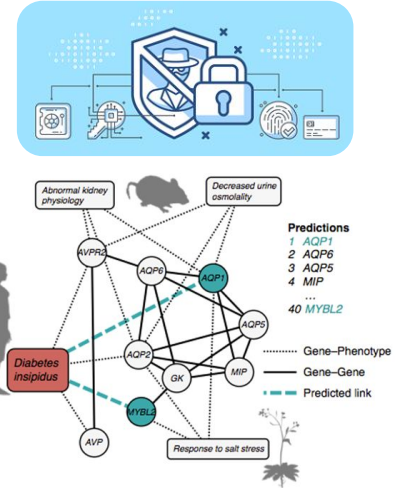 Abnormal kidney
physiology
Decreased urine
osmolality
Predictions
1 AQP1
2 AQP6
3 AQP5
4 MIP
...
40 MYBL2
AVPR2
AQP6
AQP1
AQP5
AQP2
GK
MIP
Diabetes
insipidus
MYBL2
AVP
Response to salt stress
Gene–Phenotype
Gene–Gene
Predicted link